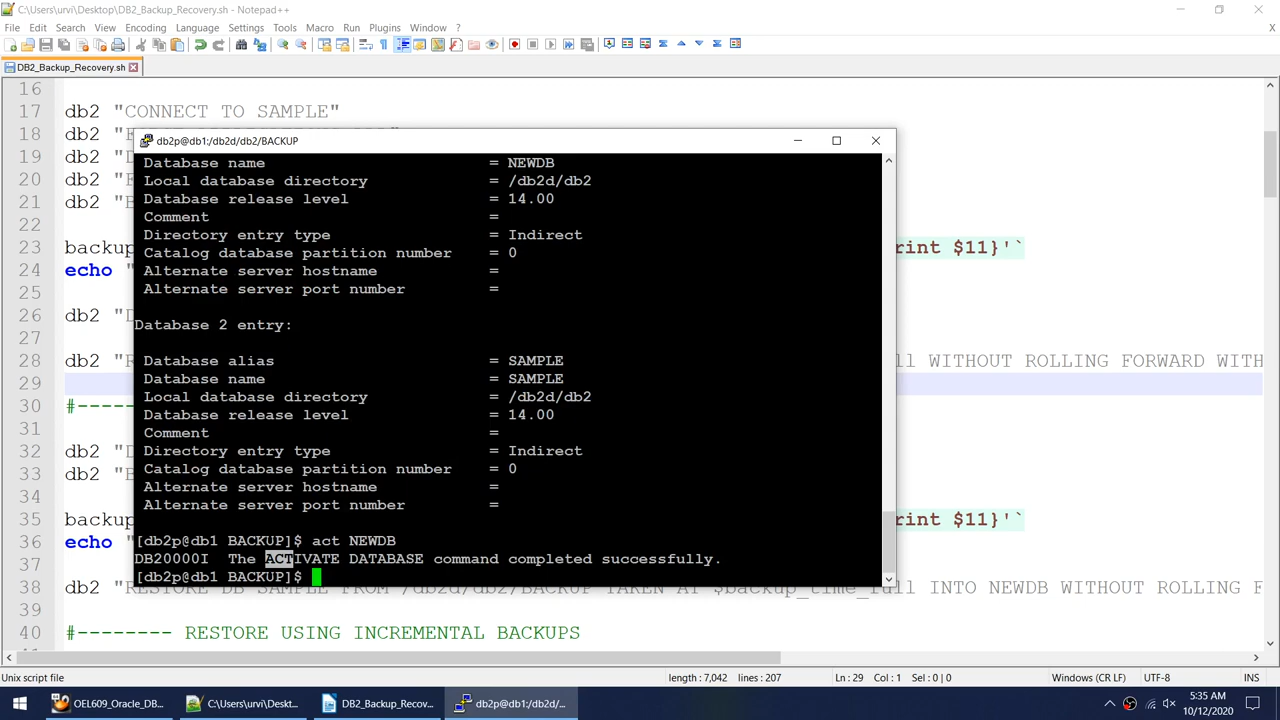 C:\Users\urvi\Desktop\DB2_Backup_Recovery.sh - Notepad++
File Edit Search View Encoding Language Settings Tools Macro Run Plugins Window ?
X
DB2_Backup_Recovery.sh
16
17 db2 "CONNECT TO SAMPLE"
18 db2 "
19 db2 "D
20 db2 "
21 db2 "
22
23 backup rint $11}'`
24 echo "
25
26 db2 "D
27
28 db2 "R WITHOUT ROLLING FORWARD WITH
29
30 #-----
31
32 db2 "D
33 db2 "B
34
35 backup rint $11}'`
36 echo "
37
38 db2 "RESTORE DB SAMPLE FROM /db2d/db2/BACKUP TAKEN AT $backup_time_full INTO NEWDB WITHOUT ROLLING F
39
40 #-------- RESTORE USING INCREMENTAL BACKUPS
db2p@db1:/db2d/db2/BACKUP
Database name = NEWDB
Local database directory = /db2d/db2
Database release level = 14.00
Comment =
Directory entry type = Indirect
Catalog database partition number = 0
Alternate server hostname =
Alternate server port number =
Database 2 entry:
Database alias = SAMPLE
Database name = SAMPLE
Local database directory = /db2d/db2
Database release level = 14.00
Comment =
Directory entry type = Indirect
Catalog database partition number = 0
Alternate server hostname =
Alternate server port number =
[db2p@db1 BACKUP]$ act NEWDB
DB20000I The ACTIVATE DATABASE command completed successfully.
[db2p@db1 BACKUP]$
Unix script file length : 7,042 lines : 207 Ln : 29 Col : 1 Sel : 0 | 0 Windows (CR LF) UTF-8 INS
OEL609_Oracle_DB... C:\Users\urvi\Deskt... DB2_Backup_Recove... db2p@db1:/db2d/...
5:35 AM
10/12/2020